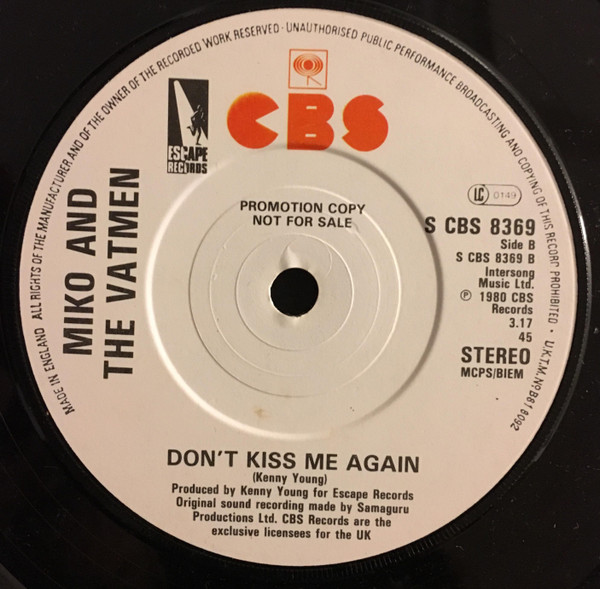 MADE IN ENGLAND ALL RIGHTS OF THE MANUFACTURER AND OF THE OWNER OF THE RECORDED WORK RESERVED · UNAUTHORISED PUBLIC PERFORMANCE BROADCASTING AND COPYING OF THIS RECORD PROHIBITED · U.K.T.M. No B618092
CBS
ESCAPE
RECORDS
MIKO AND
THE VATMEN
PROMOTION COPY
NOT FOR SALE
LC 0149
S CBS 8369
Side B
S CBS 8369 B
Intersong
Music Ltd.
℗ 1980 CBS
Records
3.17
45
STEREO
MCPS/BIEM
DON'T KISS ME AGAIN
(Kenny Young)
Produced by Kenny Young for Escape Records
Original sound recording made by Samaguru
Productions Ltd. CBS Records are the
exclusive licensees for the UK